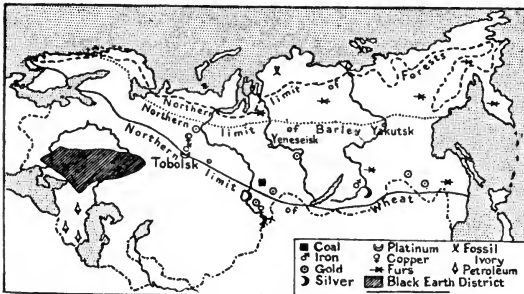 Northern limit of Forests
Northern limit of Barley
Yakutsk
Yeneseisk
Tobolsk
Northern limit of Wheat
Coal
Iron
Gold
Silver
Platinum
Copper
Furs
Black Earth District
Fossil Ivory
Petroleum